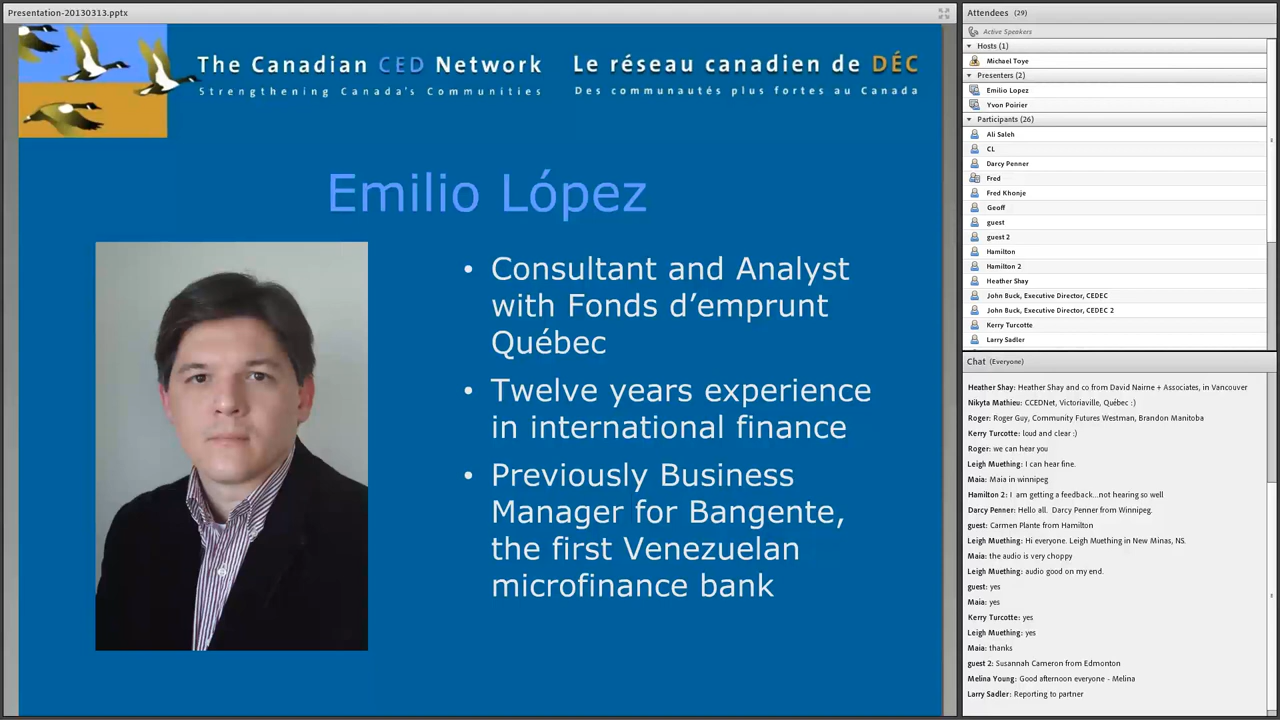 Presentation-20130313.pptx
The Canadian CED Network
Strengthening Canada's Communities
Le réseau canadien de DÉC
Des communautés plus fortes au Canada
Emilio López
• Consultant and Analyst
with Fonds d’emprunt
Québec
• Twelve years experience
in international finance
• Previously Business
Manager for Bangente,
the first Venezuelan
microfinance bank
Attendees (29)
Active Speakers
Hosts (1)
Michael Toye
Presenters (2)
Emilio Lopez
Yvon Poirier
Participants (26)
Ali Saleh
CL
Darcy Penner
Fred
Fred Khonje
Geoff
guest
guest 2
Hamilton
Hamilton 2
Heather Shay
John Buck, Executive Director, CEDEC
John Buck, Executive Director, CEDEC 2
Kerry Turcotte
Larry Sadler
Chat (Everyone)
Heather Shay: Heather Shay and co from David Nairne + Associates, in Vancouver
Nikyta Mathieu: CCEDNet, Victoriaville, Québec :)
Roger: Roger Guy, Community Futures Westman, Brandon Manitoba
Kerry Turcotte: loud and clear :)
Roger: we can hear you
Leigh Muething: I can hear fine.
Maia: Maia in winnipeg
Hamilton 2: I am getting a feedback...not hearing so well
Darcy Penner: Hello all. Darcy Penner from Winnipeg.
guest: Carmen Plante from Hamilton
Leigh Muething: Hi everyone. Leigh Muething in New Minas, NS.
Maia: the audio is very choppy
Leigh Muething: audio good on my end.
guest: yes
Maia: yes
Kerry Turcotte: yes
Leigh Muething: yes
Maia: thanks
guest 2: Susannah Cameron from Edmonton
Melina Young: Good afternoon everyone - Melina
Larry Sadler: Reporting to partner